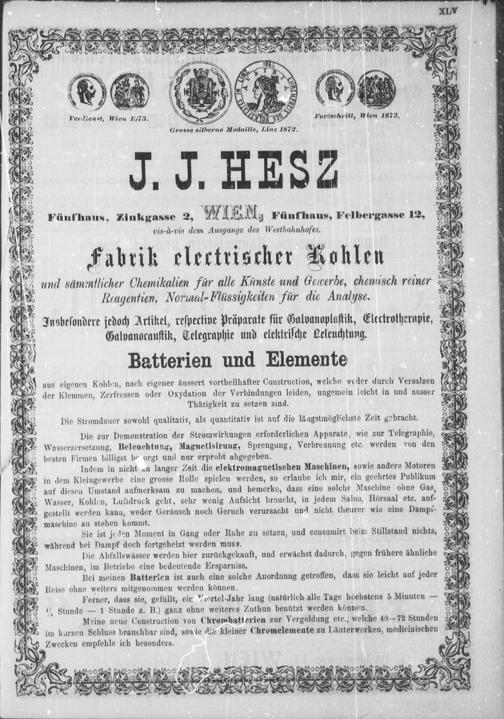 XLV
Verdienst, Wien 1873.
Fortschritt, Wien 1873.
Grosse silberne Medaille, Linz 1872.
J. J. HESZ
Fünfhaus, Zinkgasse 2, WIEN, Fünfhaus, Felbergasse 12,
vis-à-vis dem Ausgange des Westbahnhofes.
Fabrik electrischer Kohlen
und sämmtlicher Chemikalien für alle Künste und Gewerbe, chemisch reiner
Reagentien, Normal-Flüssigkeiten für die Analyse.
Insbesondere jedoch Artikel, respective Präparate für Galvanoplastik, Electrotherapie,
Galvanocaustik, Telegraphie und elektrische Beleuchtung.
Batterien und Elemente
aus eigenen Kohlen, nach eigener äussert vortheilhafter Construction, welche weder durch Versalzen
der Klemmen, Zerfressen oder Oxydation der Verbindungen leiden, ungemein leicht in und ausser
Thätigkeit zu setzen sind.
Die Stromdauer sowohl qualitativ, als quantitativ ist auf die längstmöglichste Zeit gebracht.
Die zur Demonstration der Stromwirkungen erforderlichen Apparate, wie zur Telegraphie,
Wasserzersetzung, Beleuchtung, Magnetisirung, Sprengung, Verbrennung etc. werden von den
besten Firmen billigst besorgt und nur erprobt abgegeben.
Indem in nicht zu langer Zeit die elektromagnetischen Maschinen, sowie andere Motoren
in dem Kleingewerbe eine grosse Rolle spielen werden, so erlaube ich mir, ein geehrtes Publikum
auf diesen Umstand aufmerksam zu machen, und bemerke, dass eine solche Maschine ohne Gas,
Wasser, Kohlen, Luftdruck geht, sehr wenig Aufsicht braucht, in jedem Salon, Hörsaal etc. auf-
gestellt werden kann, weder Geräusch noch Geruch verursacht und nicht theurer wie eine Dampf-
maschine zu stehen kommt.
Sie ist jeden Moment in Gang oder Ruhe zu setzen, und consumirt beim Stillstand nichts,
während bei Dampf doch fortgeheizt werden muss.
Die Abfallswässer werden hier zurückgekauft, und erwächst dadurch, gegen frühere ähnliche
Maschinen, im Betriebe eine bedeutende Ersparniss.
Bei meinen Batterien ist auch eine solche Anordnung getroffen, dass sie leicht auf jeder
Reise ohne weiters mitgenommen werden können.
Ferner, dass sie, gefüllt, ein Viertel-Jahr lang (natürlich alle Tage höchstens 5 Minuten —
Stunde — 1 Stunde z. B.) ganz ohne weiteres Zuthun benützt werden können.
Meine neue Construction von Chrombatterien zur Vergoldung etc., welche 48—72 Stunden
im kurzen Schluss brauchbar sind, sowie die kleiner Chromelemente zu Läutewerken, medicinischen
Zwecken empfehle ich besonders.